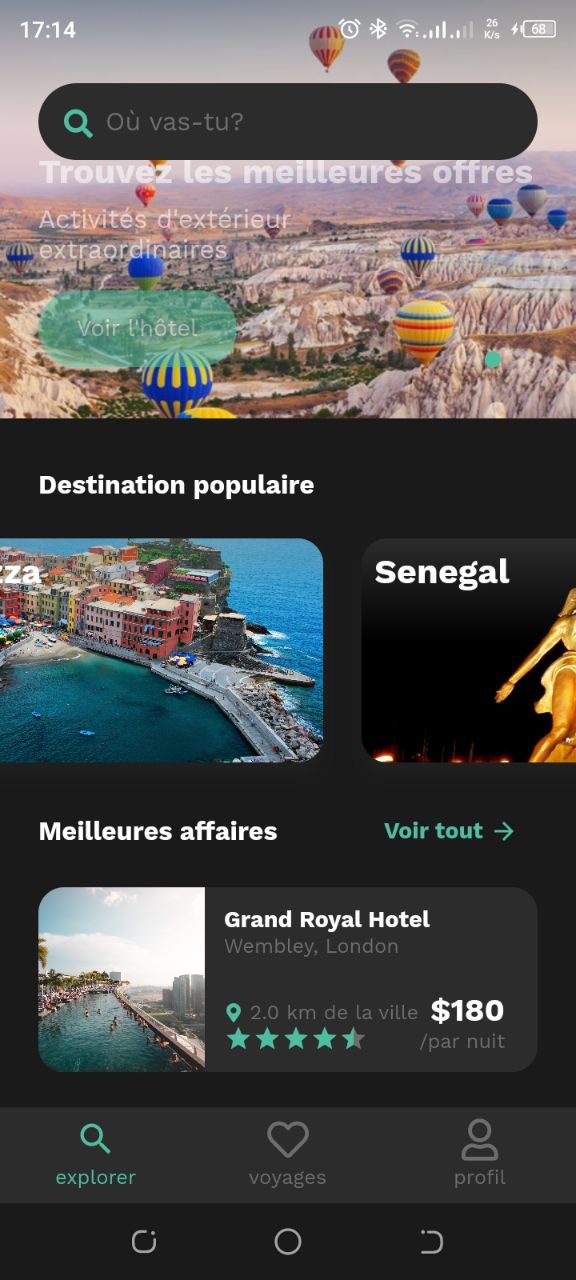 17:14
26
K/s
68
Où vas-tu?
Trouvez les meilleures offres
Activités d'extérieur
extraordinaires
Voir l'hôtel
Destination populaire
zza
Senegal
Meilleures affaires
Voir tout
Grand Royal Hotel
Wembley, London
2.0 km de la ville
$180
/par nuit
explorer
voyages
profil